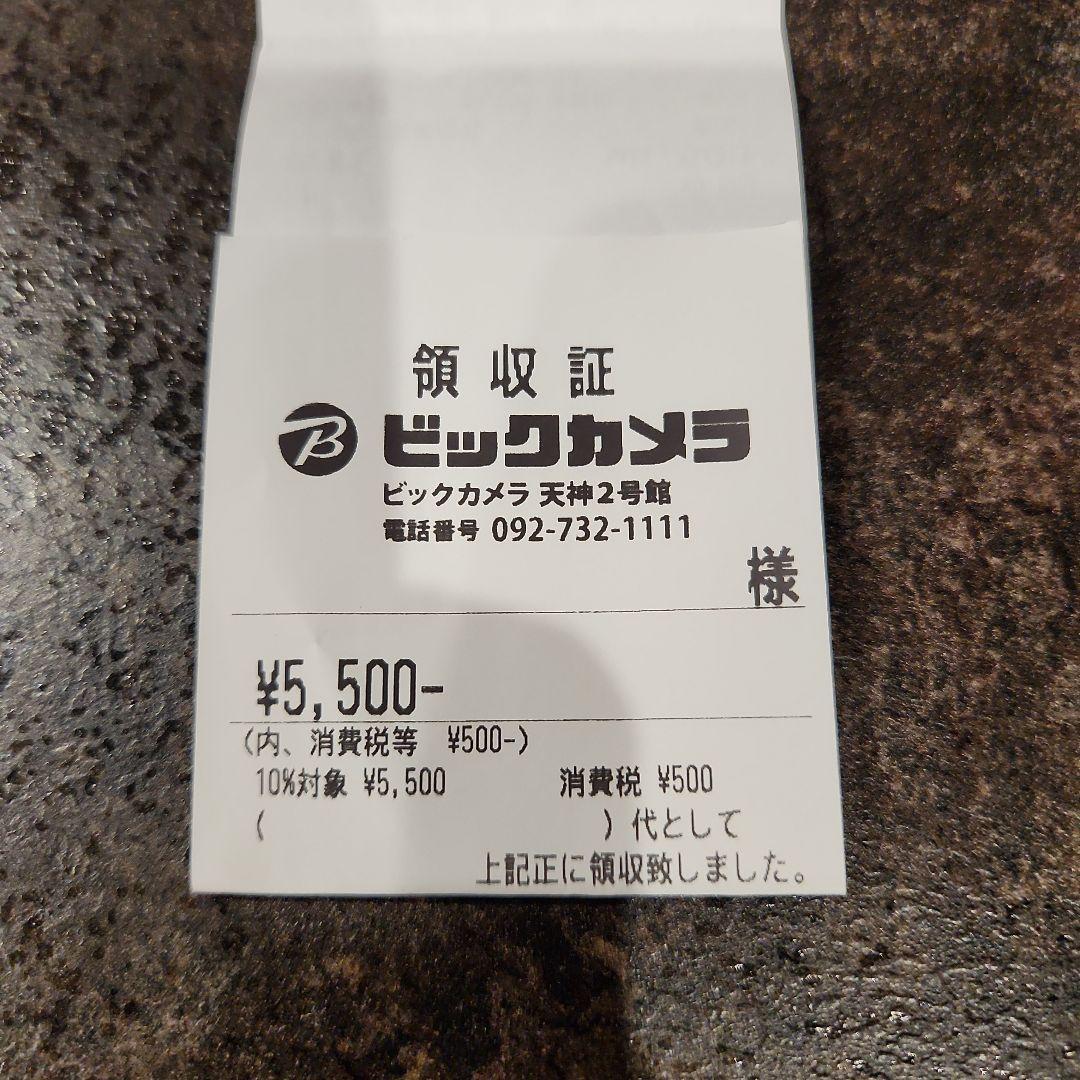 領収証
ビックカメラ
ビックカメラ 天神2号館
電話番号 092-732-1111
様
¥5,500-
(内、消費税等 ¥500-)
10%対象 ¥5,500 消費税 ¥500
( ) 代として
上記正に領収致しました。